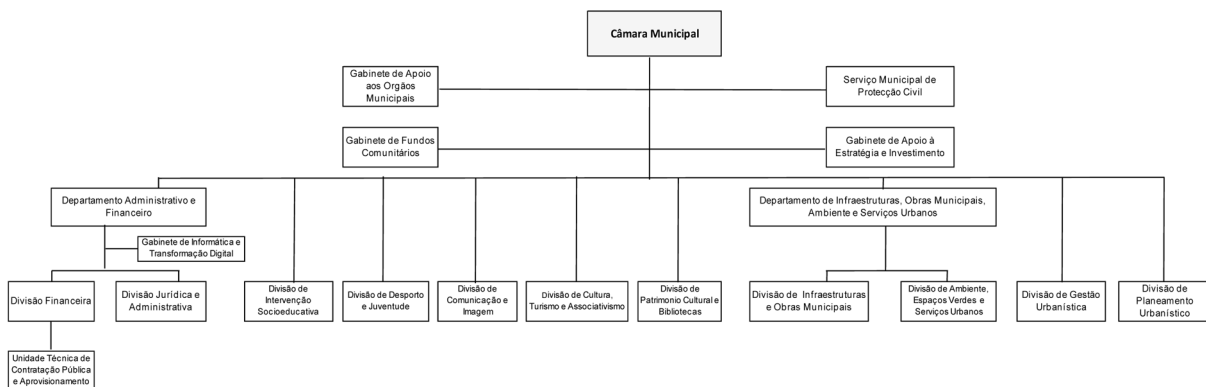 Câmara Municipal
Gabinete de Apoio
aos Orgãos
Municipais
Serviço Municipal de
Protecção Civil
Gabinete de Fundos
Comunitários
Gabinete de Apoio à
Estratégia e Investimento
Departamento Administrativo e
Financeiro
Departamento de Infraestruturas, Obras Municipais,
Ambiente e Serviços Urbanos
Gabinete de Informática e
Transformação Digital
Divisão Financeira
Divisão Jurídica e
Administrativa
Divisão de
Intervenção
Socioeducativa
Divisão de Desporto
e Juventude
Divisão de
Comunicação e
Imagem
Divisão de Cultura,
Turismo e Associativismo
Divisão de
Patrimonio Cultural e
Bibliotecas
Divisão de Infraestruturas
e Obras Municipais
Divisão de Ambiente,
Espaços Verdes e
Serviços Urbanos
Divisão de Gestão
Urbanística
Divisão de
Planeamento
Urbanístico
Unidade Técnica de
Contratação Pública
e Aprovisionamento